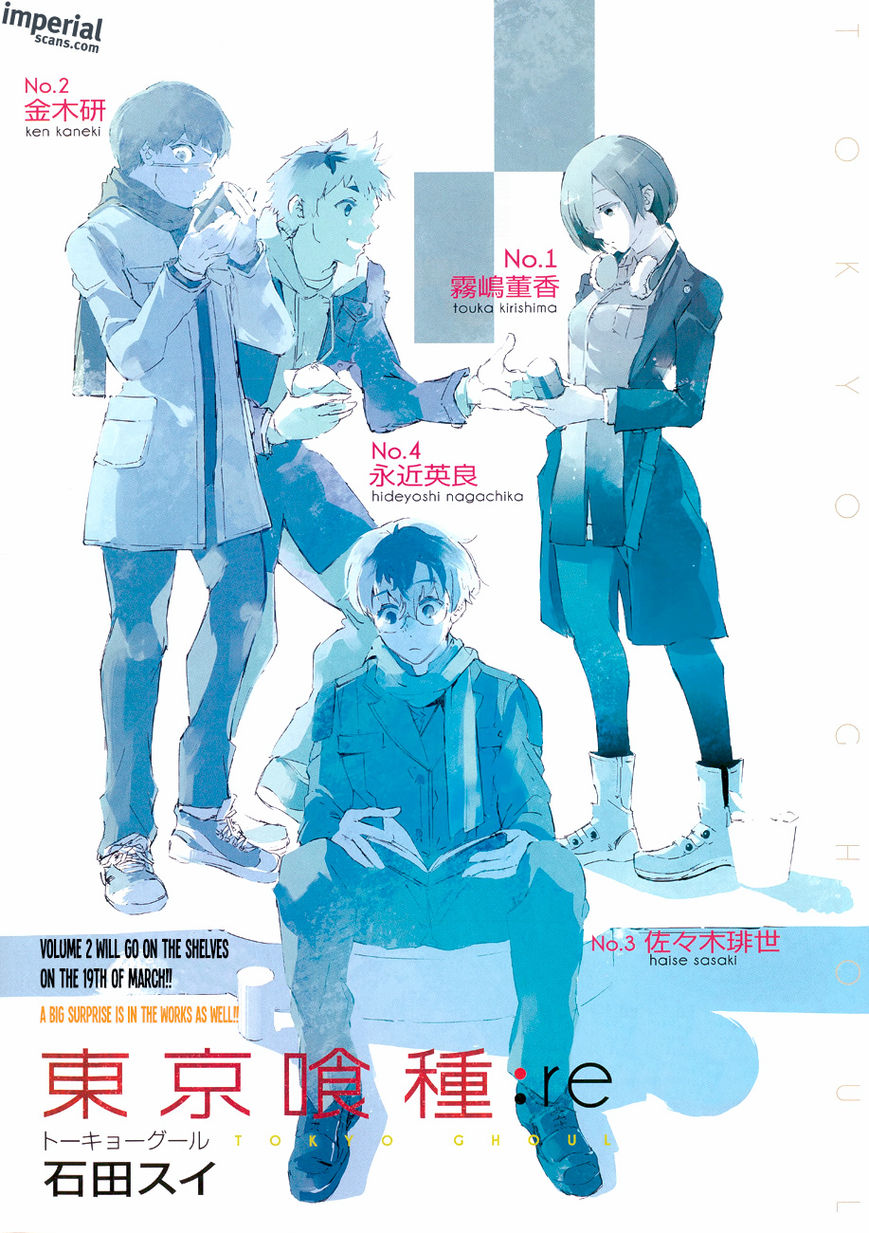 imperial
scans.com
No.2
金木研
ken kaneki
No.1
霧嶋董香
touka kirishima
No.4
永近英良
hideyoshi nagachika
No.3 佐々木琲世
haise sasaki
VOLUME 2 WILL GO ON THE SHELVES
ON THE 19TH OF MARCH!!
A BIG SURPRISE IS IN THE WORKS AS WELL!!
東京喰種:re
トーキョーグール TOKYO GHOUL
石田スイ
TOKYO GHOUL